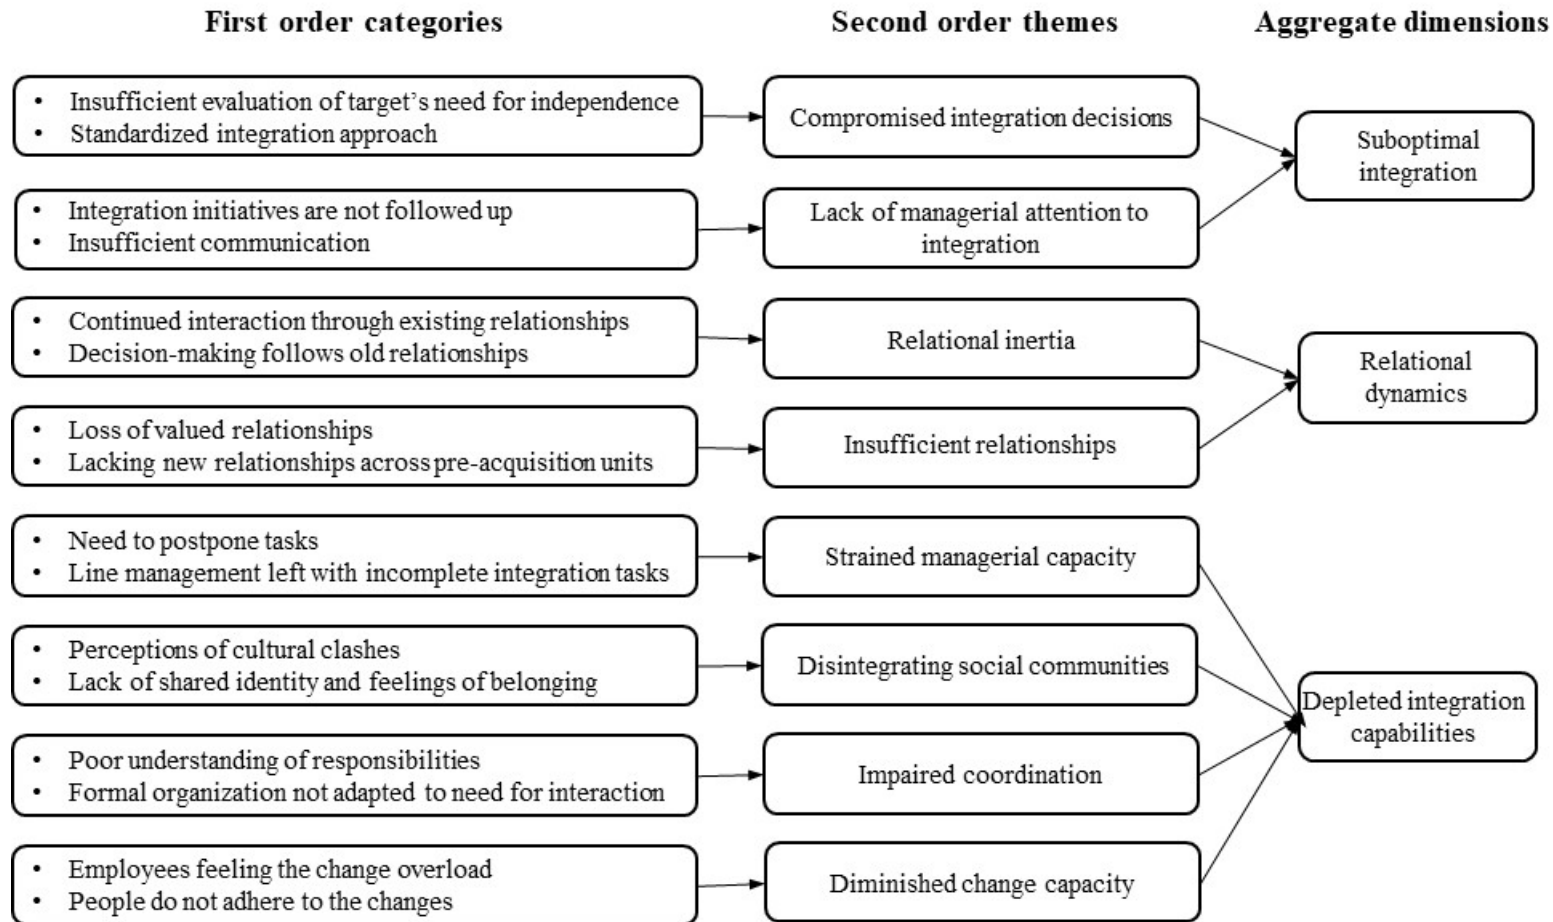 First order categories
Second order themes
Aggregate dimensions
• Insufficient evaluation of target's need for independence
• Standardized integration approach
Compromised integration decisions
Suboptimal
integration
• Integration initiatives are not followed up
• Insufficient communication
Lack of managerial attention to
integration
• Continued interaction through existing relationships
• Decision-making follows old relationships
Relational inertia
Relational
dynamics
• Loss of valued relationships
• Lacking new relationships across pre-acquisition units
Insufficient relationships
• Need to postpone tasks
• Line management left with incomplete integration tasks
Strained managerial capacity
• Perceptions of cultural clashes
• Lack of shared identity and feelings of belonging
Disintegrating social communities
Depleted integration
capabilities
• Poor understanding of responsibilities
• Formal organization not adapted to need for interaction
Impaired coordination
• Employees feeling the change overload
• People do not adhere to the changes
Diminished change capacity